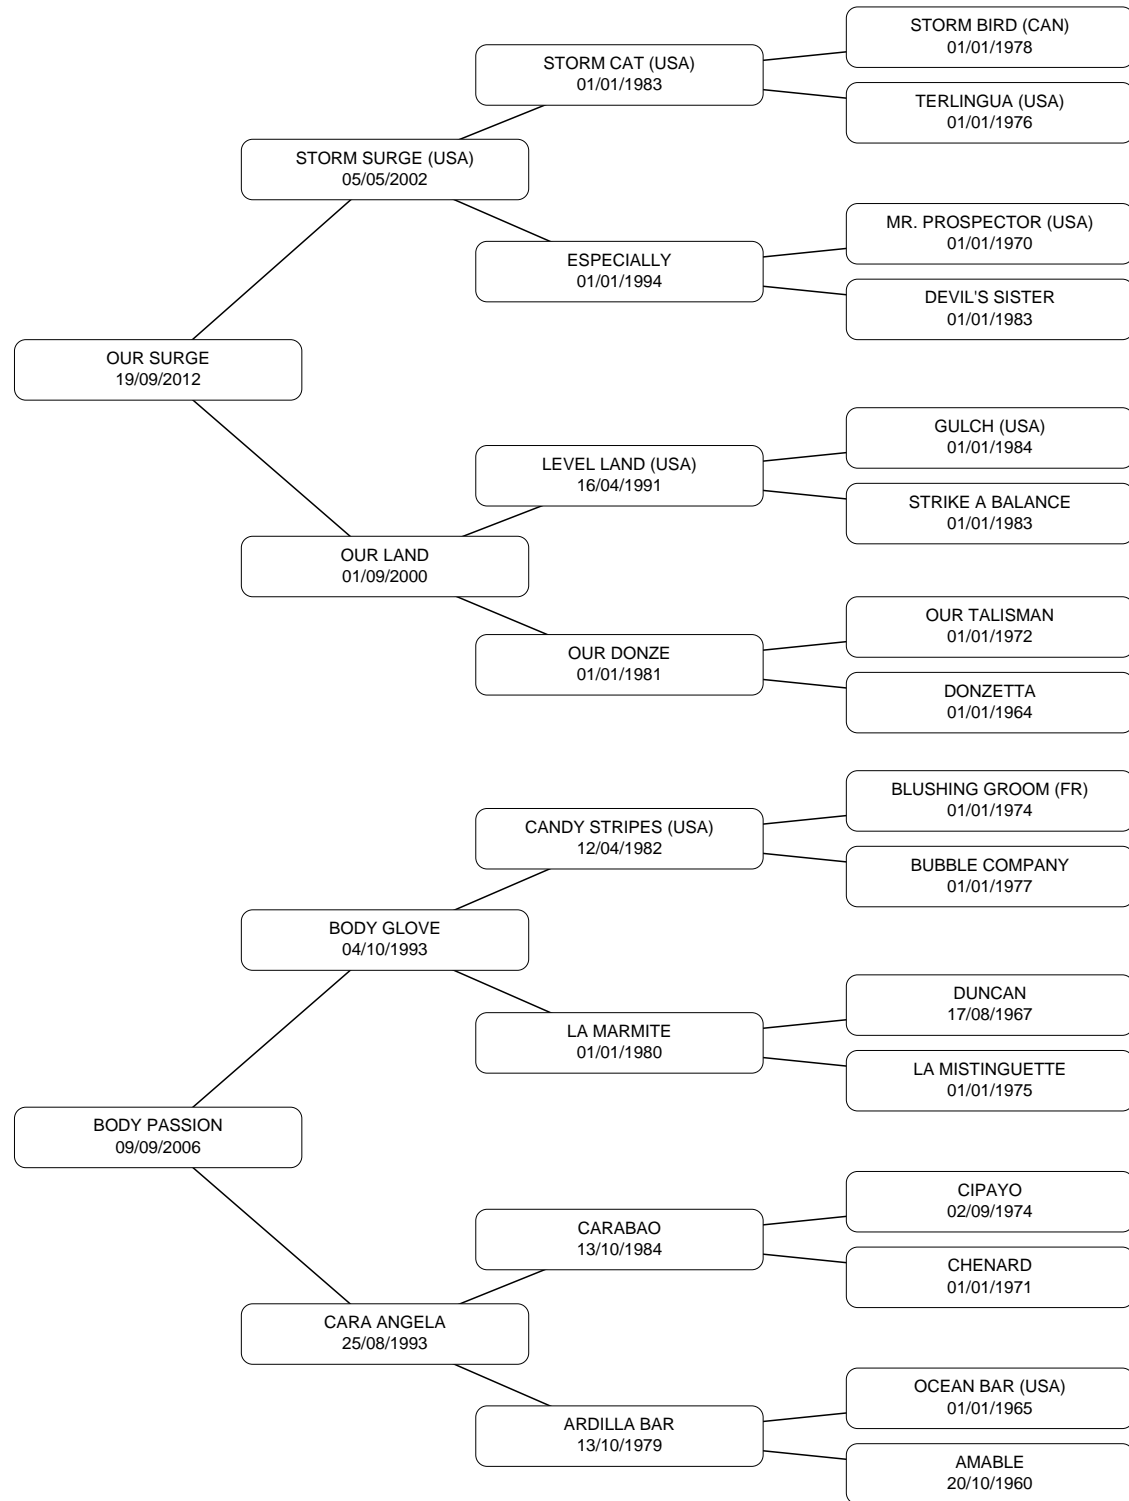 STORM BIRD (CAN)
01/01/1978
STORM CAT (USA)
01/01/1983
TERLINGUA (USA)
01/01/1976
STORM SURGE (USA)
05/05/2002
MR. PROSPECTOR (USA)
01/01/1970
ESPECIALLY
01/01/1994
DEVIL'S SISTER
01/01/1983
OUR SURGE
19/09/2012
GULCH (USA)
01/01/1984
LEVEL LAND (USA)
16/04/1991
STRIKE A BALANCE
01/01/1983
OUR LAND
01/09/2000
OUR TALISMAN
01/01/1972
OUR DONZE
01/01/1981
DONZETTA
01/01/1964
BLUSHING GROOM (FR)
01/01/1974
CANDY STRIPES (USA)
12/04/1982
BUBBLE COMPANY
01/01/1977
BODY GLOVE
04/10/1993
DUNCAN
17/08/1967
LA MARMITE
01/01/1980
LA MISTINGUETTE
01/01/1975
BODY PASSION
09/09/2006
CIPAYO
02/09/1974
CARABAO
13/10/1984
CHENARD
01/01/1971
CARA ANGELA
25/08/1993
OCEAN BAR (USA)
01/01/1965
ARDILLA BAR
13/10/1979
AMABLE
20/10/1960